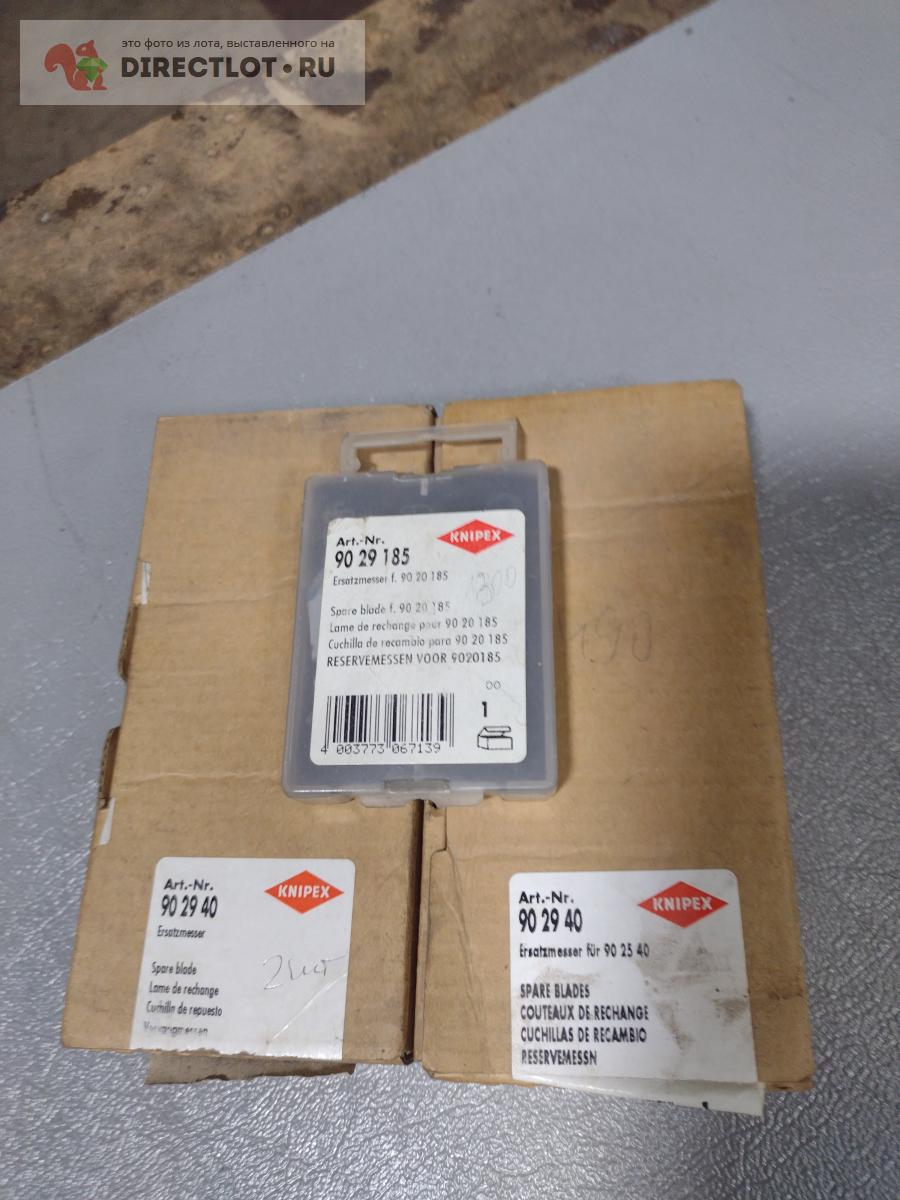 это фото из лота, выставленного на
DIRECTLOT.RU
Art.-Nr.
KNIPEX
90 29 185
Ersatzmesser f. 90 20 185
1300
Spare blade f. 90 20 185
Lame de rechange pour 90 20 185
Cuchilla de recambio para 90 20 185
RESERVEMESSEN VOOR 9020185
00
1
4 003773 067139
190
Art.-Nr.
KNIPEX
90 29 40
Ersatzmesser
Spare blade
2шт
Lame de rechange
Cuchilla de repuesto
Art.-Nr.
KNIPEX
90 29 40
Ersatzmesser für 90 25 40
SPARE BLADES
COUTEAUX DE RECHANGE
CUCHILLAS DE RECAMBIO
RESERVEMESSN